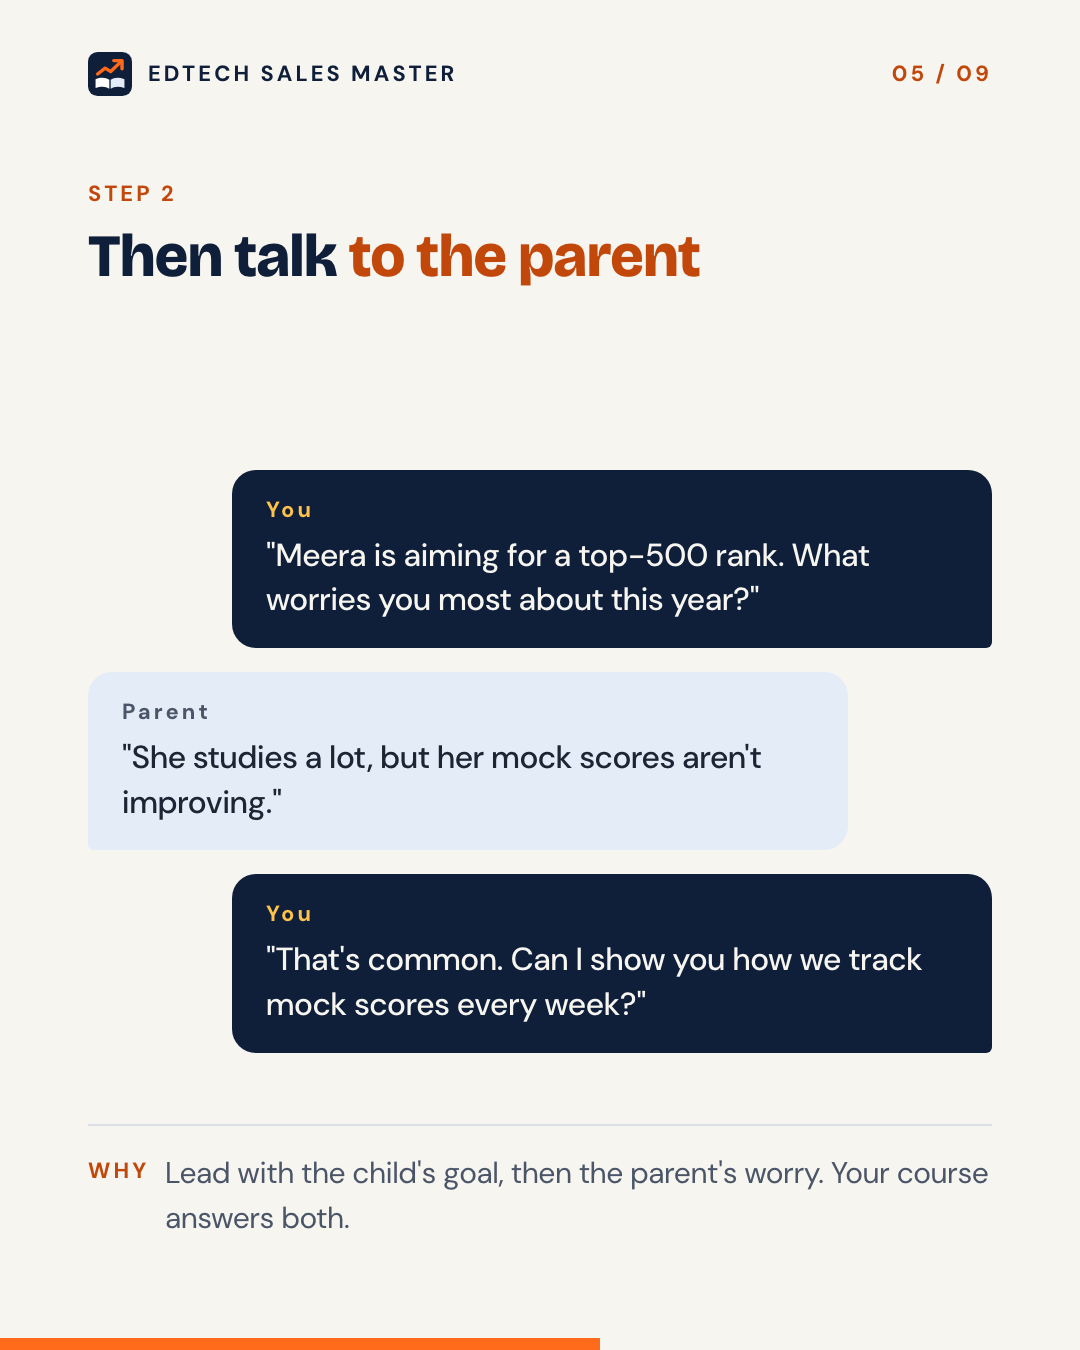 EDTECH SALES MASTER
05 / 09
STEP 2
Then talk to the parent
You
"Meera is aiming for a top-500 rank. What
worries you most about this year?"
Parent
"She studies a lot, but her mock scores aren't
improving."
You
"That's common. Can I show you how we track
mock scores every week?"
WHY Lead with the child's goal, then the parent's worry. Your course
answers both.